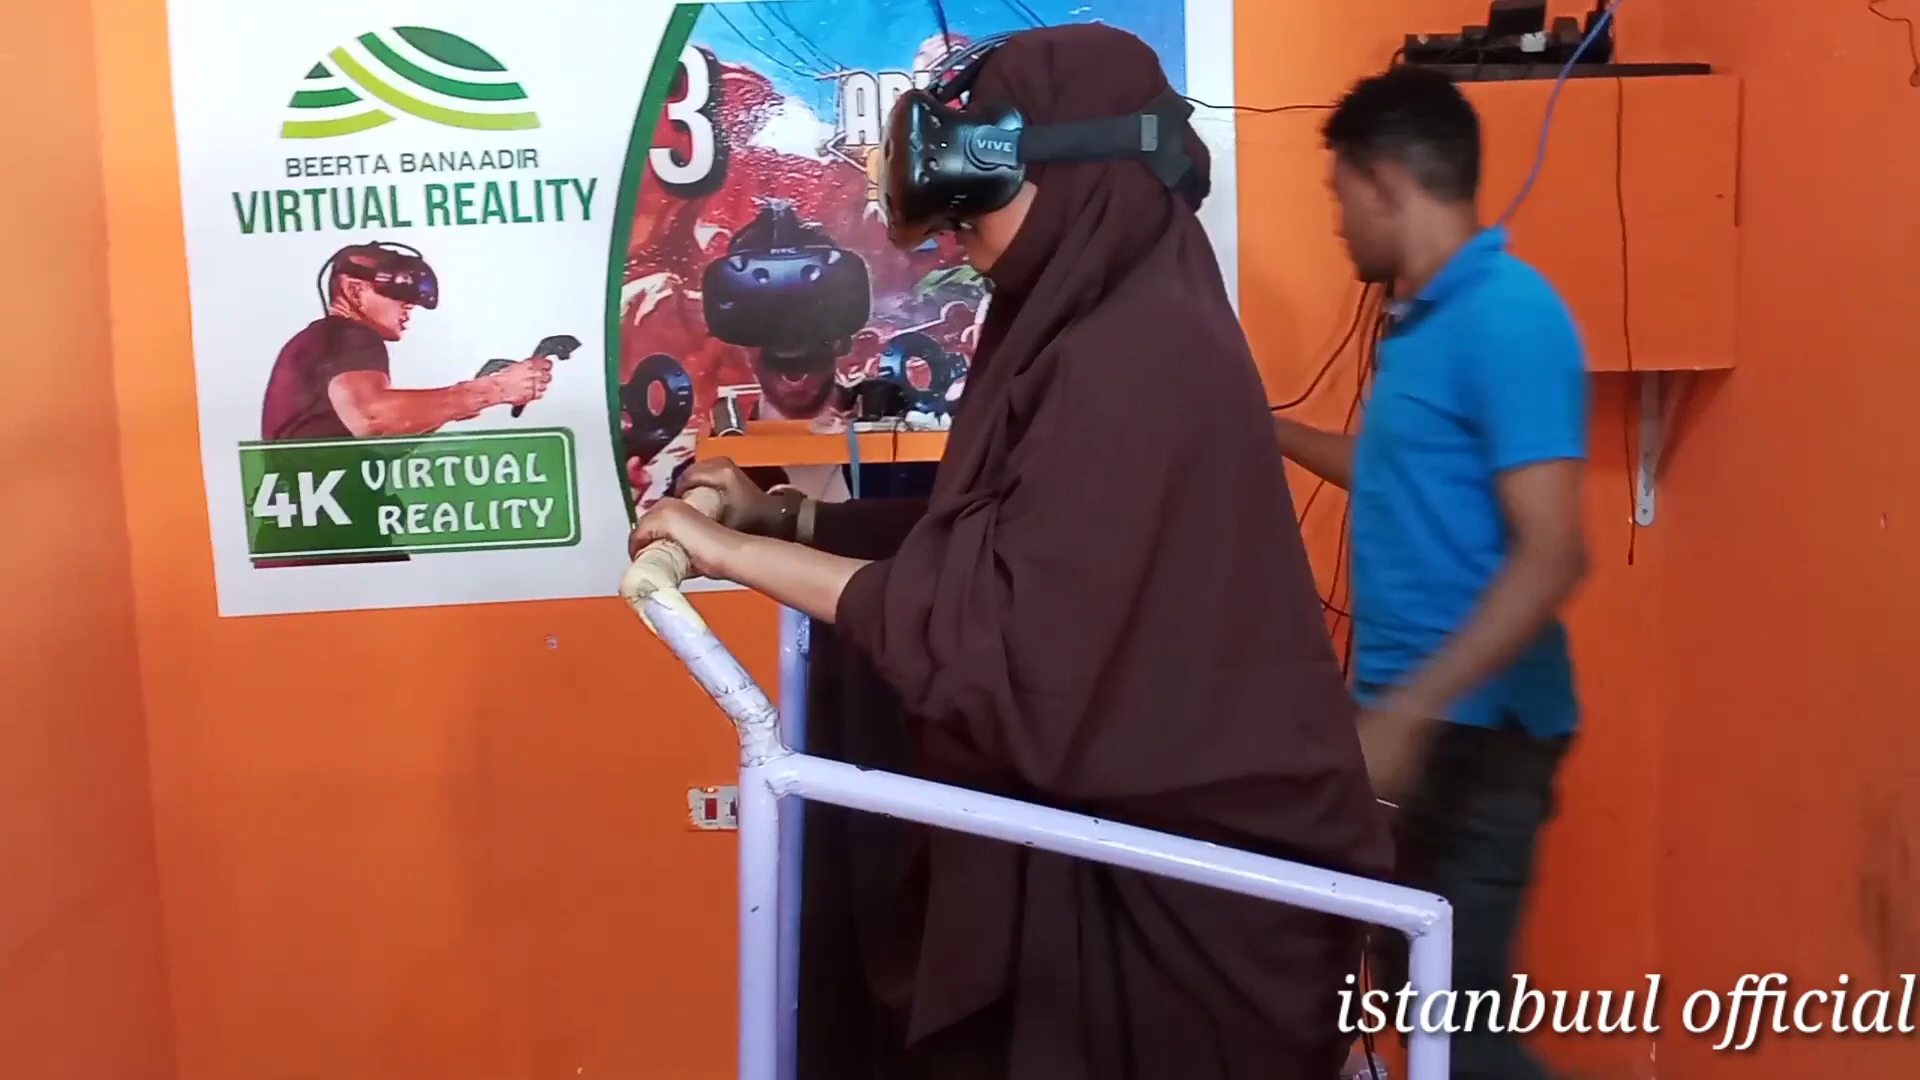 BEERTA BANAADIR
VIRTUAL REALITY
4K VIRTUAL
REALITY
3
VIVE
istanbuul official